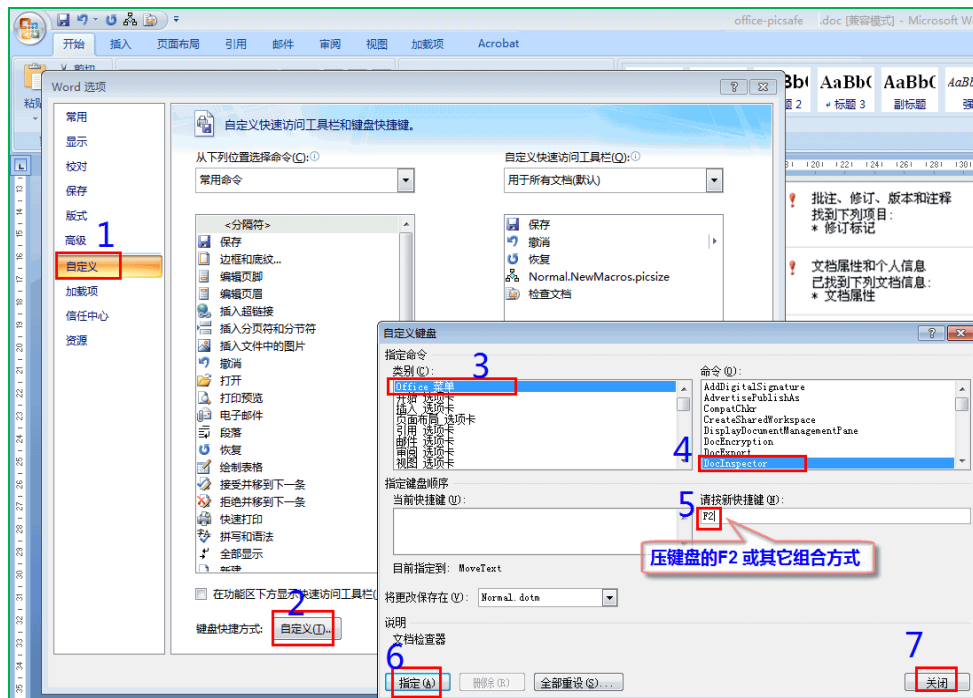 office-picsafe .doc [兼容模式] - Microsoft W
开始 插入 页面布局 引用 邮件 审阅 视图 加载项 Acrobat
剪切
粘贴
Word 选项
常用
显示
校对
保存
版式
高级
1
自定义
加载项
信任中心
资源
自定义快速访问工具栏和键盘快捷键。
从下列位置选择命令(C):
常用命令
<分隔符>
保存
边框和底纹...
编辑页脚
编辑页眉
插入超链接
插入分页符和分节符
插入文件中的图片
撤消
打开
打印预览
电子邮件
段落
恢复
绘制表格
接受并移到下一条
拒绝并移到下一条
快速打印
拼写和语法
全部显示
新建
在功能区下方显示快速访问工具栏(
2
键盘快捷方式: 自定义(T)...
自定义快速访问工具栏(Q):
用于所有文档(默认)
保存
撤消
恢复
Normal.NewMacros.picsize
检查文档
AaBb( AaBb( AaBb
题 2 标题 3 副标题 强
120 122 124 126 128 130
批注、修订、版本和注释
找到下列项目:
* 修订标记
文档属性和个人信息
已找到下列文档信息:
* 文档属性
自定义键盘
指定命令
类别(C):
3
Office 菜单
开始 选项卡
插入 选项卡
页面布局 选项卡
引用 选项卡
邮件 选项卡
审阅 选项卡
视图 选项卡
命令(O):
AddDigitalSignature
AdvertisePublishAs
CompatChkr
CreateSharedWorkspace
DisplayDocumentManagementPane
DocEncryption
DocExport
4
DocInspector
指定键盘顺序
当前快捷键(U):
5
请按新快捷键(N):
F2
压键盘的F2 或其它组合方式
目前指定到: MoveText
将更改保存在(V): Normal.dotm
说明
文档检查器
6
指定(A) 删除(R) 全部重设(S)...
7
关闭